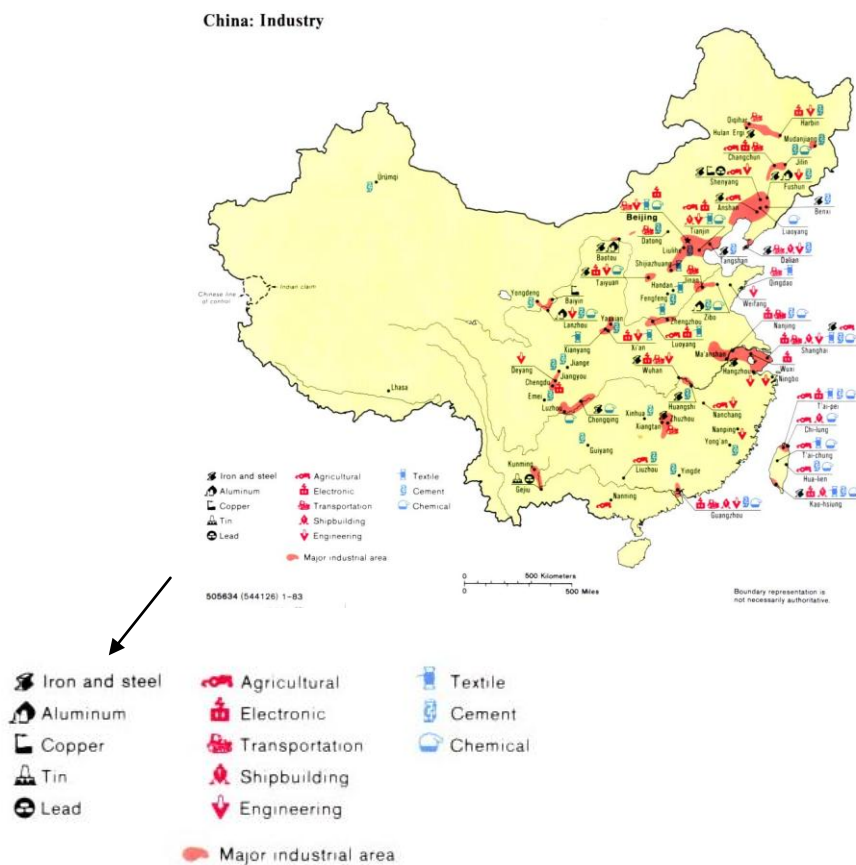 China: Industry
Qiqihar
Hulan Ergi
Harbin
Mudanjiang
Changchun
Jilin
Shenyang
Fushun
Ürümqi
Anshan
Benxi
Beijing
Tianjin
Liaoyang
Datong
Liulihe
Baotou
Shijiazhuang
Tangshan
Dalian
Taiyuan
Jinan
Qingdao
Indian claim
Chinese line
of control
Yongdeng
Baiyin
Handan
Fengfeng
Weifang
Lanzhou
Zibo
Zhengzhou
Nanjing
Xianyang
Xi'an
Luoyang
Shanghai
Ma'anshan
Deyang
Jiange
Jiangyou
Wuhan
Wuxi
Hangzhou
Ningbo
Chengdu
Lhasa
Emei
Luzhou
Chongqing
Huangshi
Xinhua
Zhuzhou
Nanchang
T'ai-pei
Xiangtan
Nanping
Chi-lung
Guiyang
Yong'an
T'ai-chung
Kunming
Liuzhou
Yingde
Hua-lien
Gejiu
Nanning
Guangzhou
Kao-hsiung
Iron and steel Agricultural Textile
Aluminum Electronic Cement
Copper Transportation Chemical
Tin Shipbuilding
Lead Engineering
Major industrial area
0 500 Kilometers
0 500 Miles
505634 (544126) 1-83
Boundary representation is
not necessarily authoritative.
Iron and steel Agricultural Textile
Aluminum Electronic Cement
Copper Transportation Chemical
Tin Shipbuilding
Lead Engineering
Major industrial area